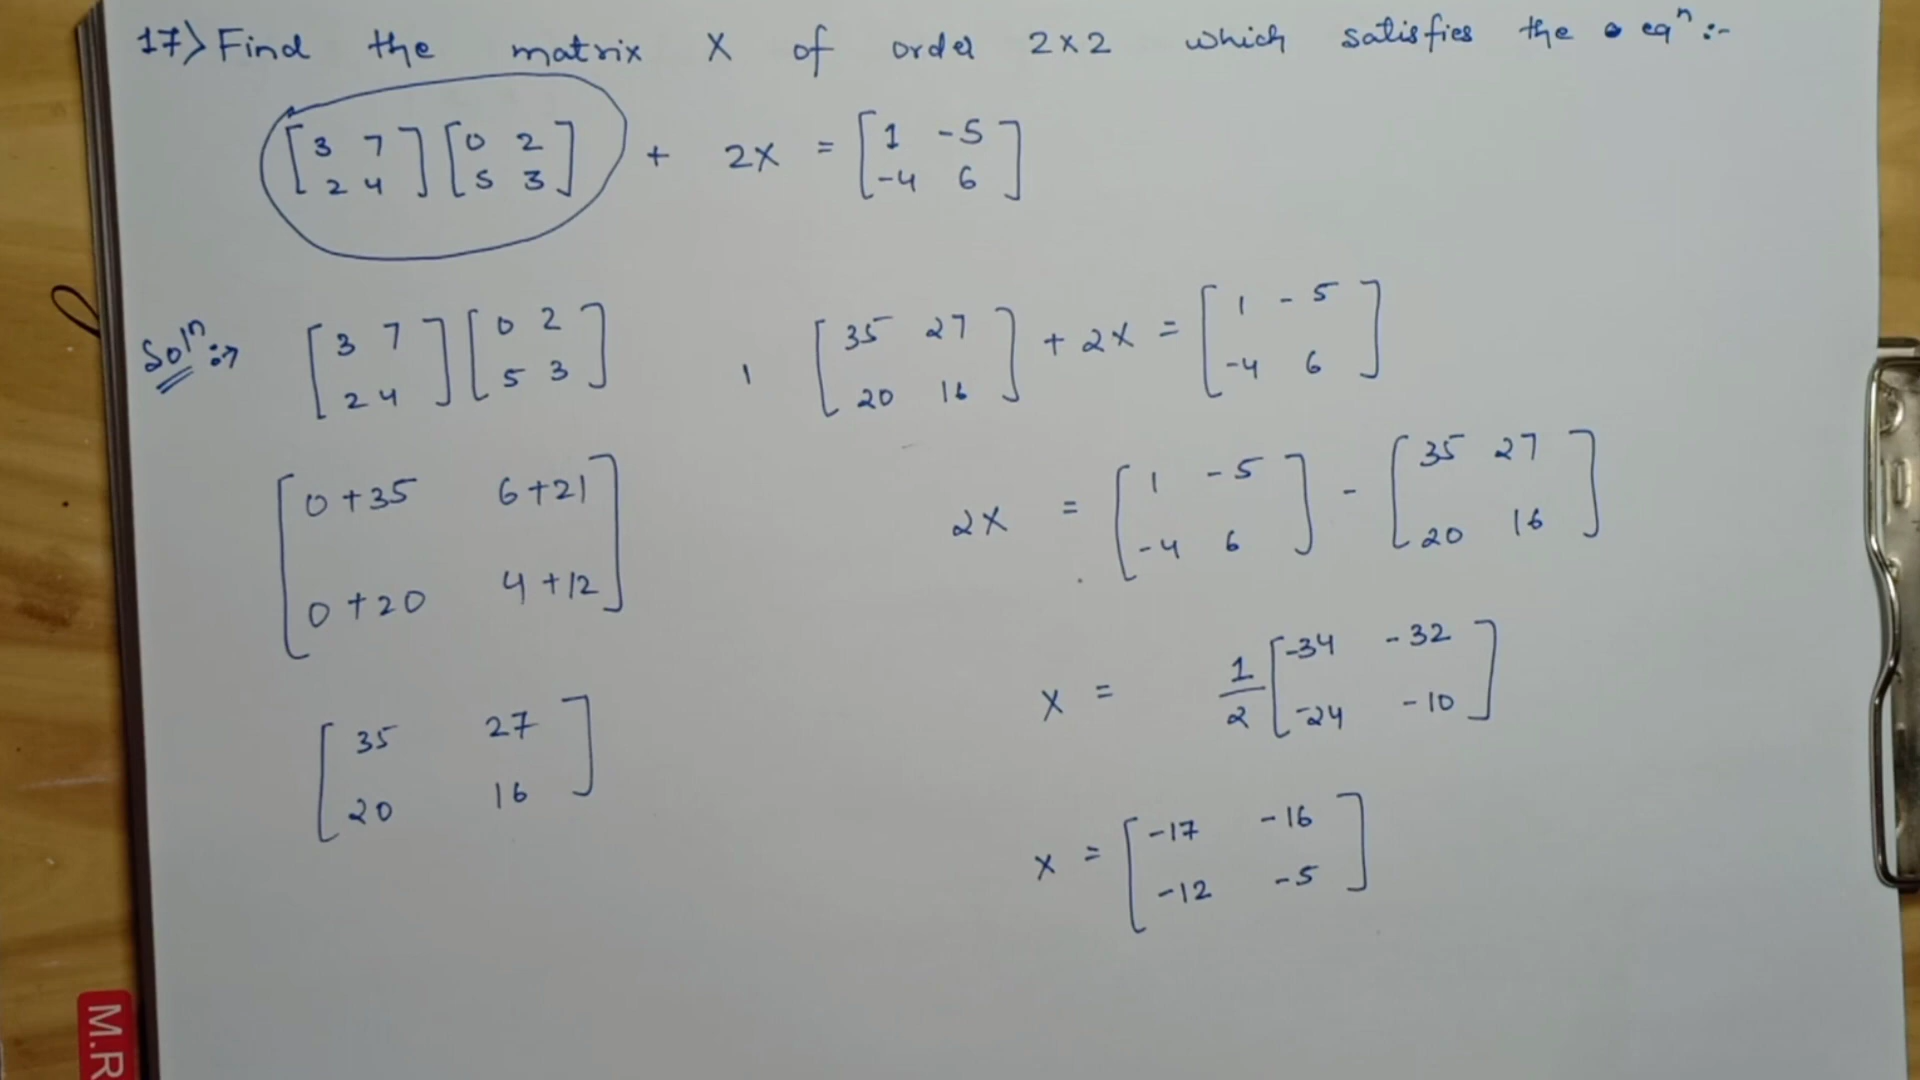 17) Find the matrix X of order 2x2 which satisfies the eqⁿ :-
[3 7 2 4] [0 2 5 3] + 2X = [1 -5 -4 6]
Solⁿ :→ [3 7 2 4] [0 2 5 3]
[0+35 6+21 0+20 4+12]
[35 27 20 16]
, [35 27 20 16] + 2X = [1 -5 -4 6]
2X = [1 -5 -4 6] - [35 27 20 16]
X = 1/2 [-34 -32 -24 -10]
X = [-17 -16 -12 -5]
M.R